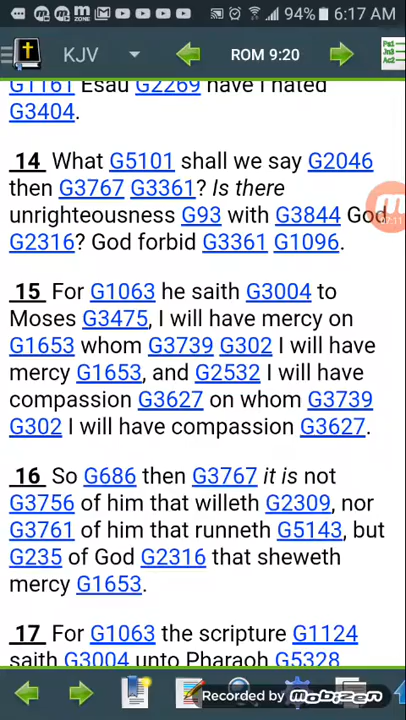 94% 6:17 AM
KJV ROM 9:20
G1161 Esau G2269 have I hated
G3404.
14 What G5101 shall we say G2046
then G3767 G3361? Is there
unrighteousness G93 with G3844 God
G2316? God forbid G3361 G1096.
15 For G1063 he saith G3004 to
Moses G3475, I will have mercy on
G1653 whom G3739 G302 I will have
mercy G1653, and G2532 I will have
compassion G3627 on whom G3739
G302 I will have compassion G3627.
16 So G686 then G3767 it is not
G3756 of him that willeth G2309, nor
G3761 of him that runneth G5143, but
G235 of God G2316 that sheweth
mercy G1653.
17 For G1063 the scripture G1124
saith G3004 unto Pharaoh G5328
Recorded by mobizen